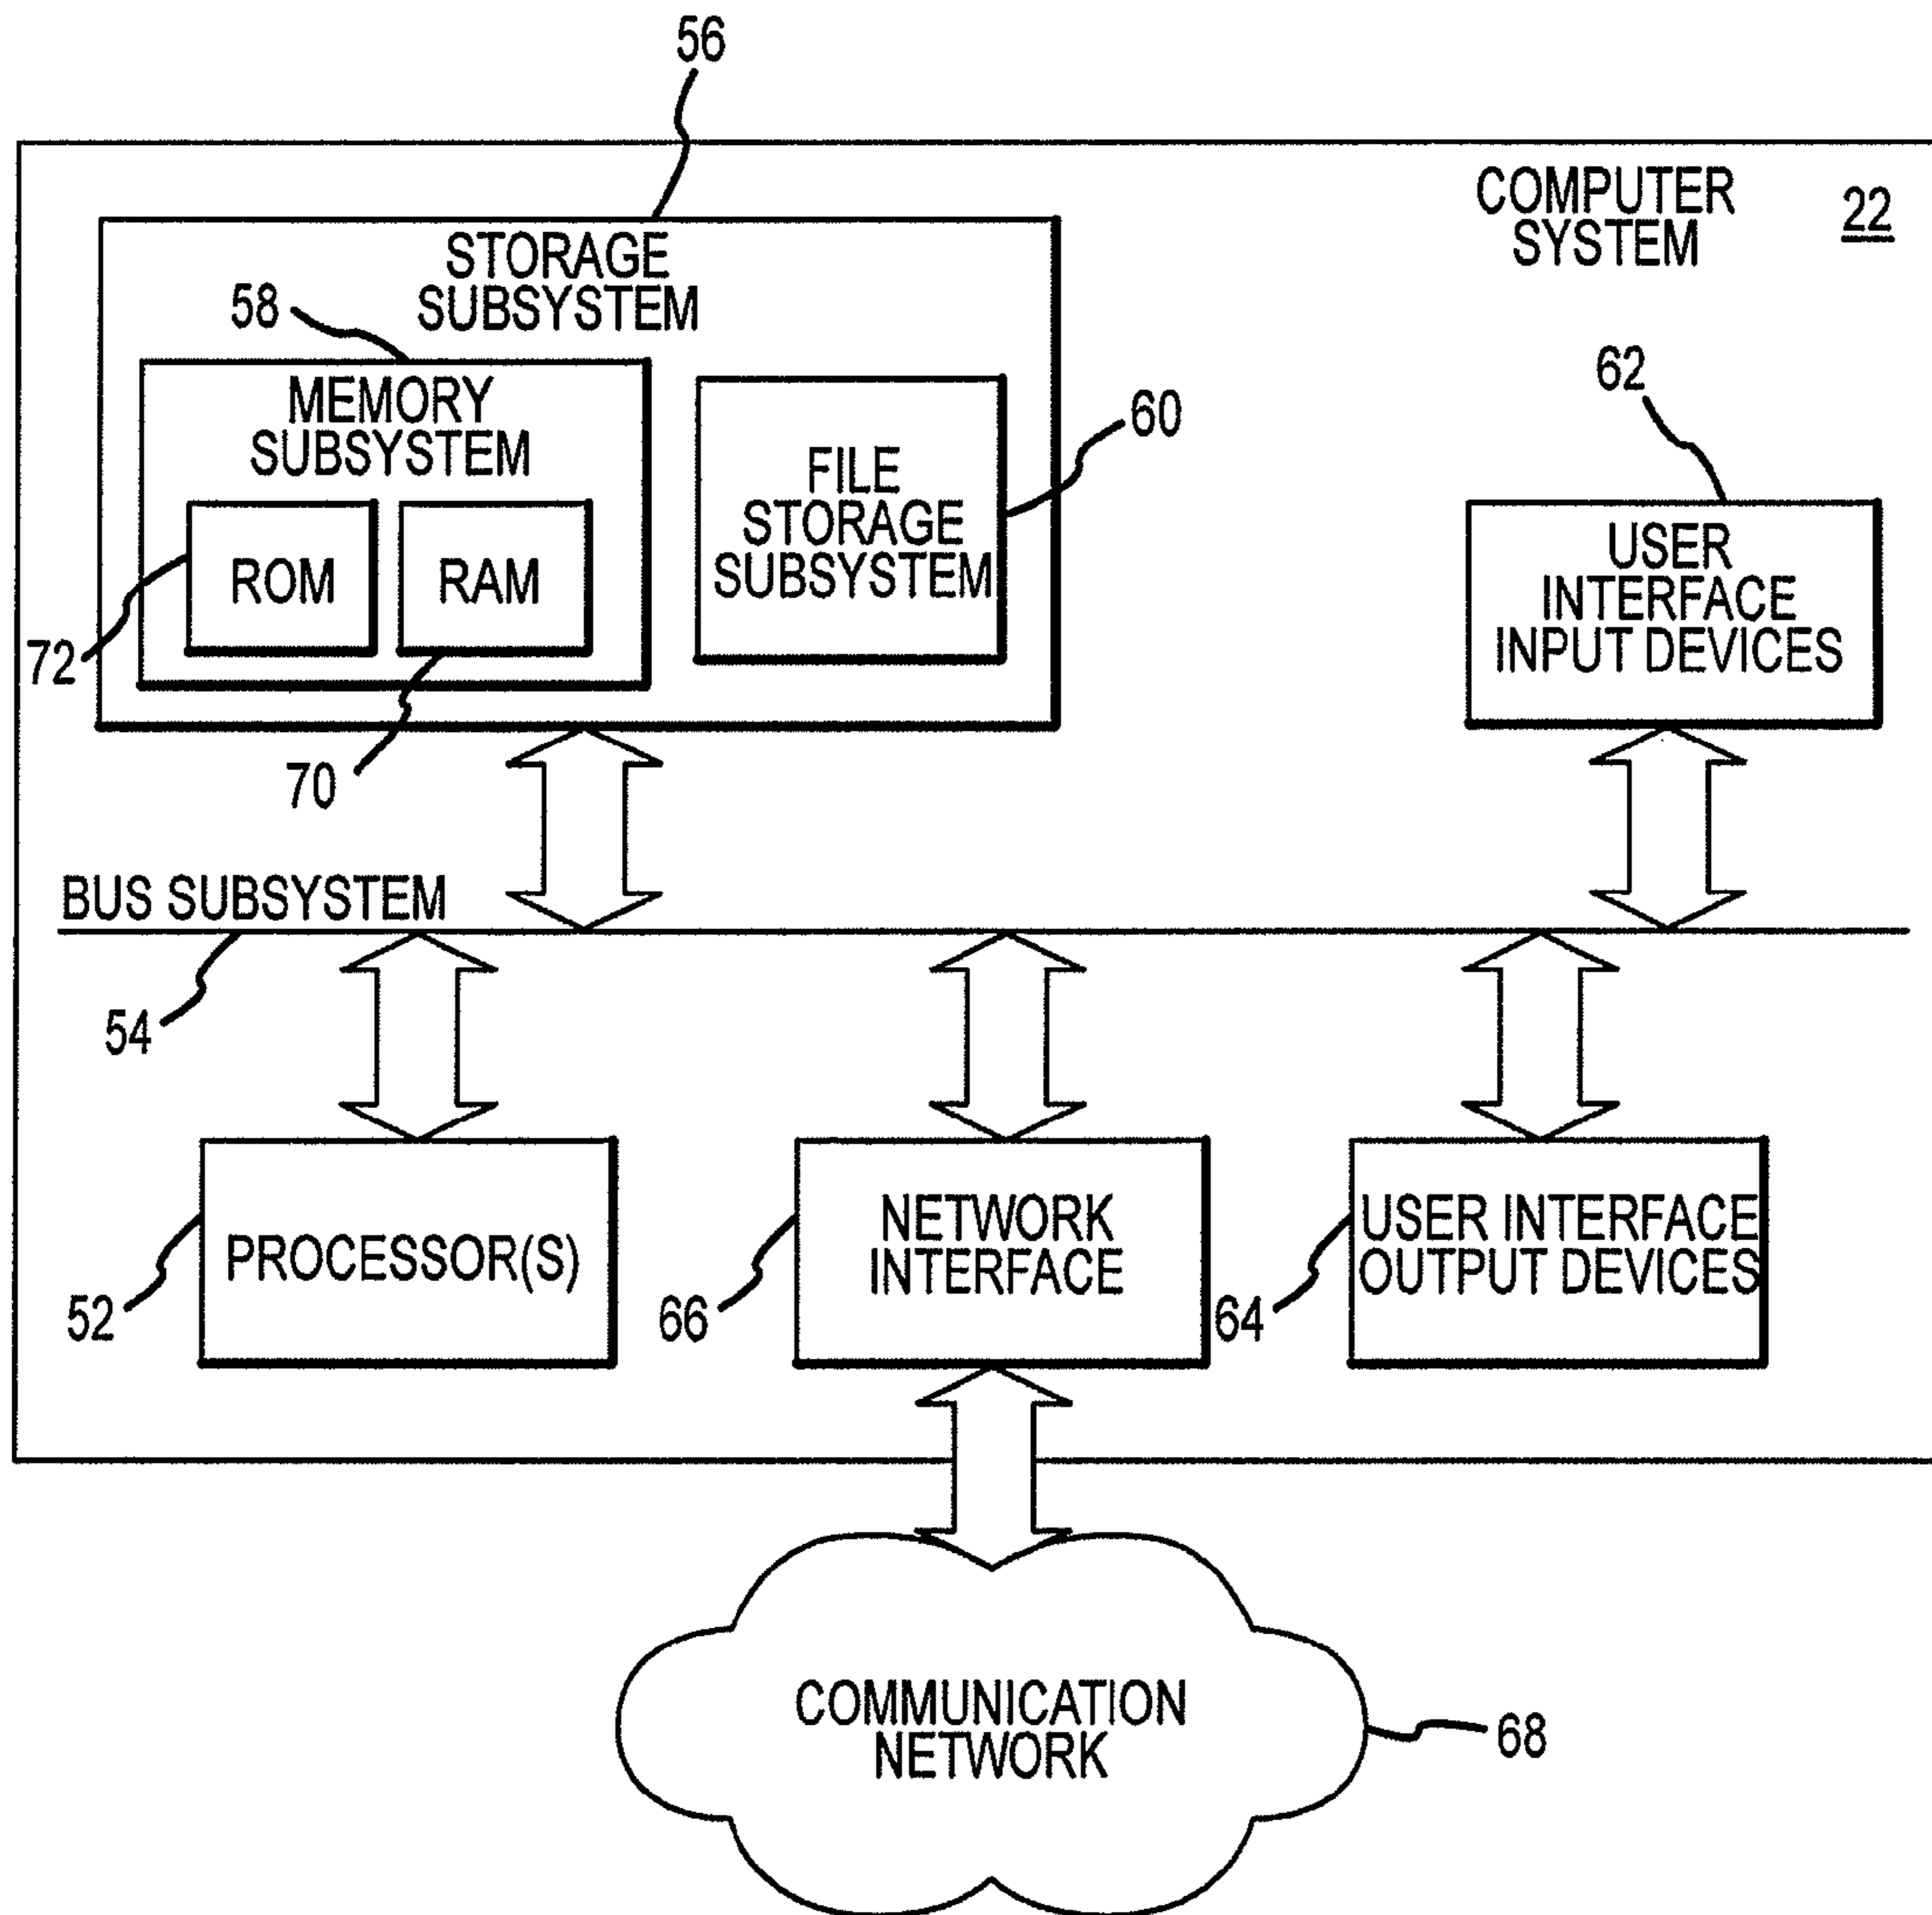 56
COMPUTER
SYSTEM
22
STORAGE
SUBSYSTEM
58
MEMORY
SUBSYSTEM
62
60
FILE
STORAGE
SUBSYSTEM
USER
INTERFACE
INPUT DEVICES
ROM
RAM
72
70
BUS SUBSYSTEM
54
NETWORK
INTERFACE
USER INTERFACE
OUTPUT DEVICES
PROCESSOR(S)
52
66
64
COMMUNICATION
NETWORK
68